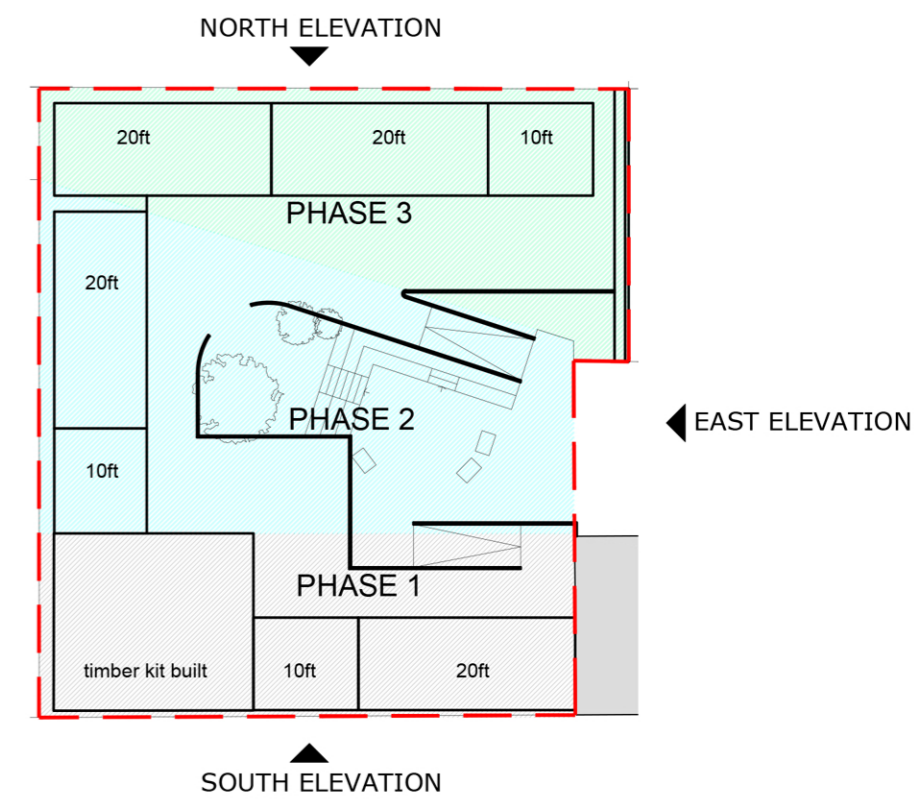 NORTH ELEVATION
20ft
20ft
10ft
PHASE 3
20ft
PHASE 2
EAST ELEVATION
10ft
PHASE 1
timber kit built
10ft
20ft
SOUTH ELEVATION